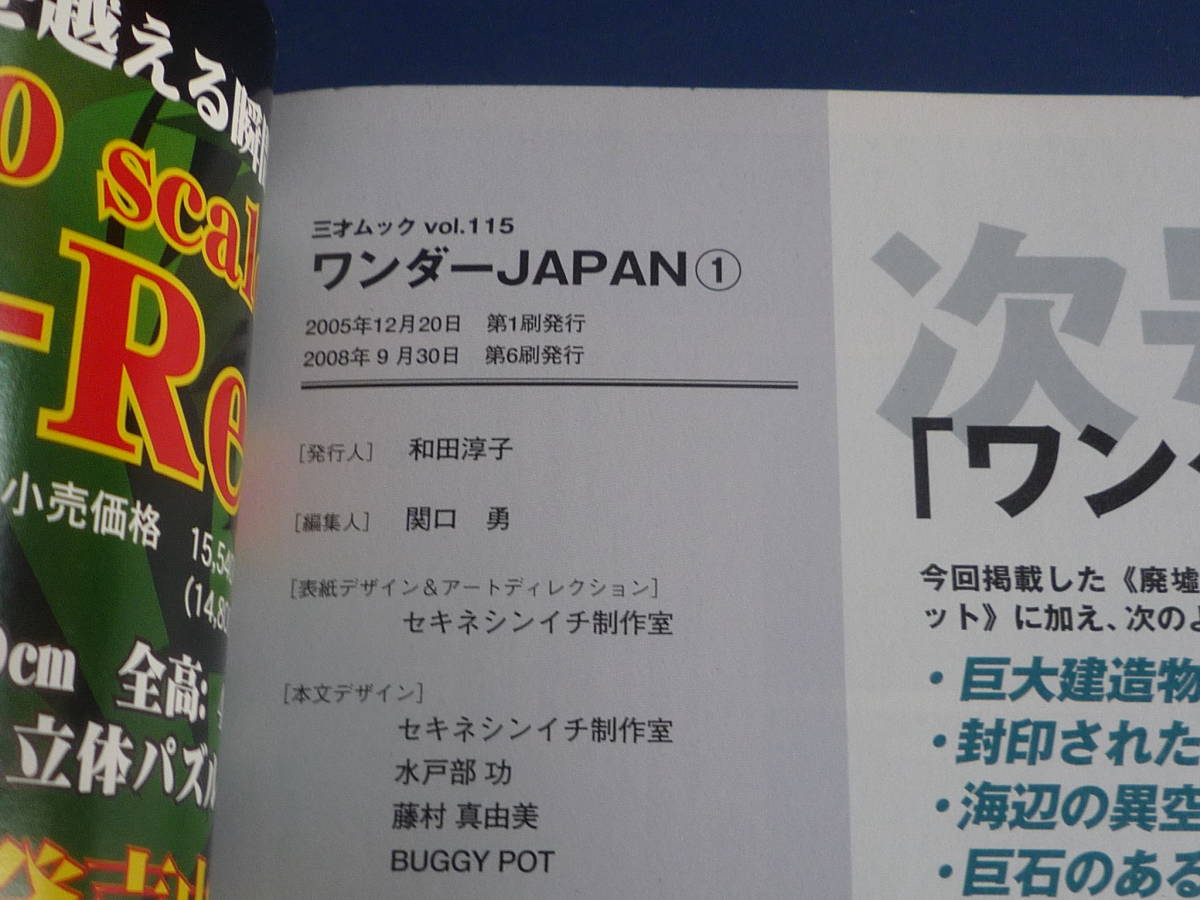 越える瞬
scal
-Re
小売価格
cm 全高:
立体パズル
三才ムック vol.115
ワンダーJAPAN①
2005年12月20日 第1刷発行
2008年 9 月30日 第6刷発行
[発行人] 和田淳子
[編集人] 関口 勇
[表紙デザイン&アートディレクション]
セキネシンイチ制作室
[本文デザイン]
セキネシンイチ制作室
水戸部 功
藤村 真由美
BUGGY POT
次
「ワン
今回掲載した《廃墟
ット》に加え、次の
・巨大建造物
・封印された
・海辺の異空
・巨石のある